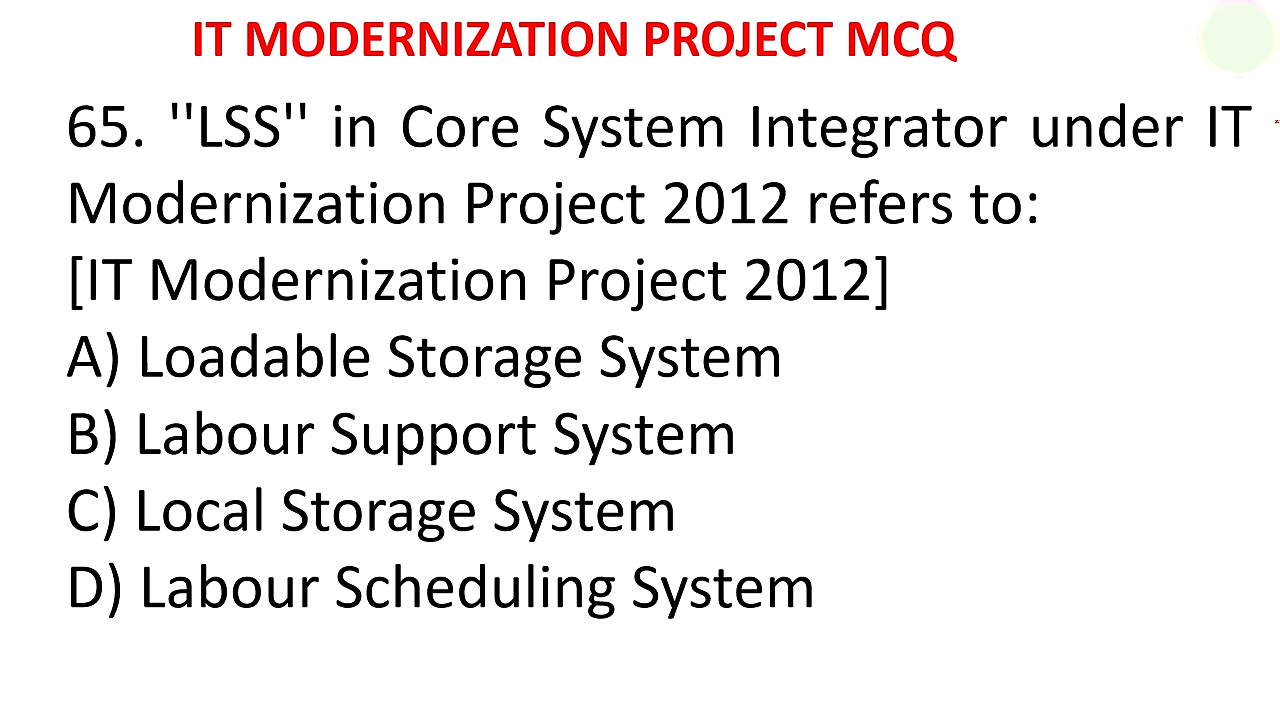 IT MODERNIZATION PROJECT MCQ
65. ''LSS'' in Core System Integrator under IT
Modernization Project 2012 refers to:
[IT Modernization Project 2012]
A) Loadable Storage System
B) Labour Support System
C) Local Storage System
D) Labour Scheduling System